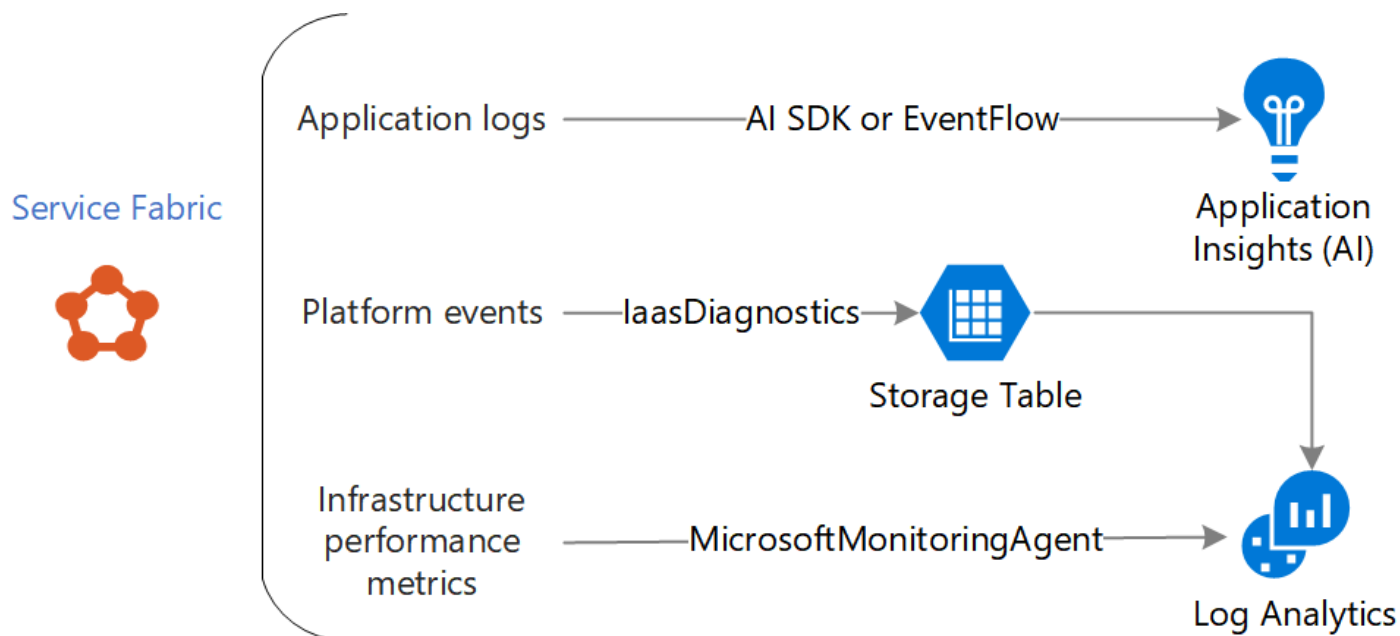 Service Fabric
Application logs
AI SDK or EventFlow
Application
Insights (AI)
Platform events
IaasDiagnostics
Storage Table
Infrastructure
performance
metrics
MicrosoftMonitoringAgent
Log Analytics